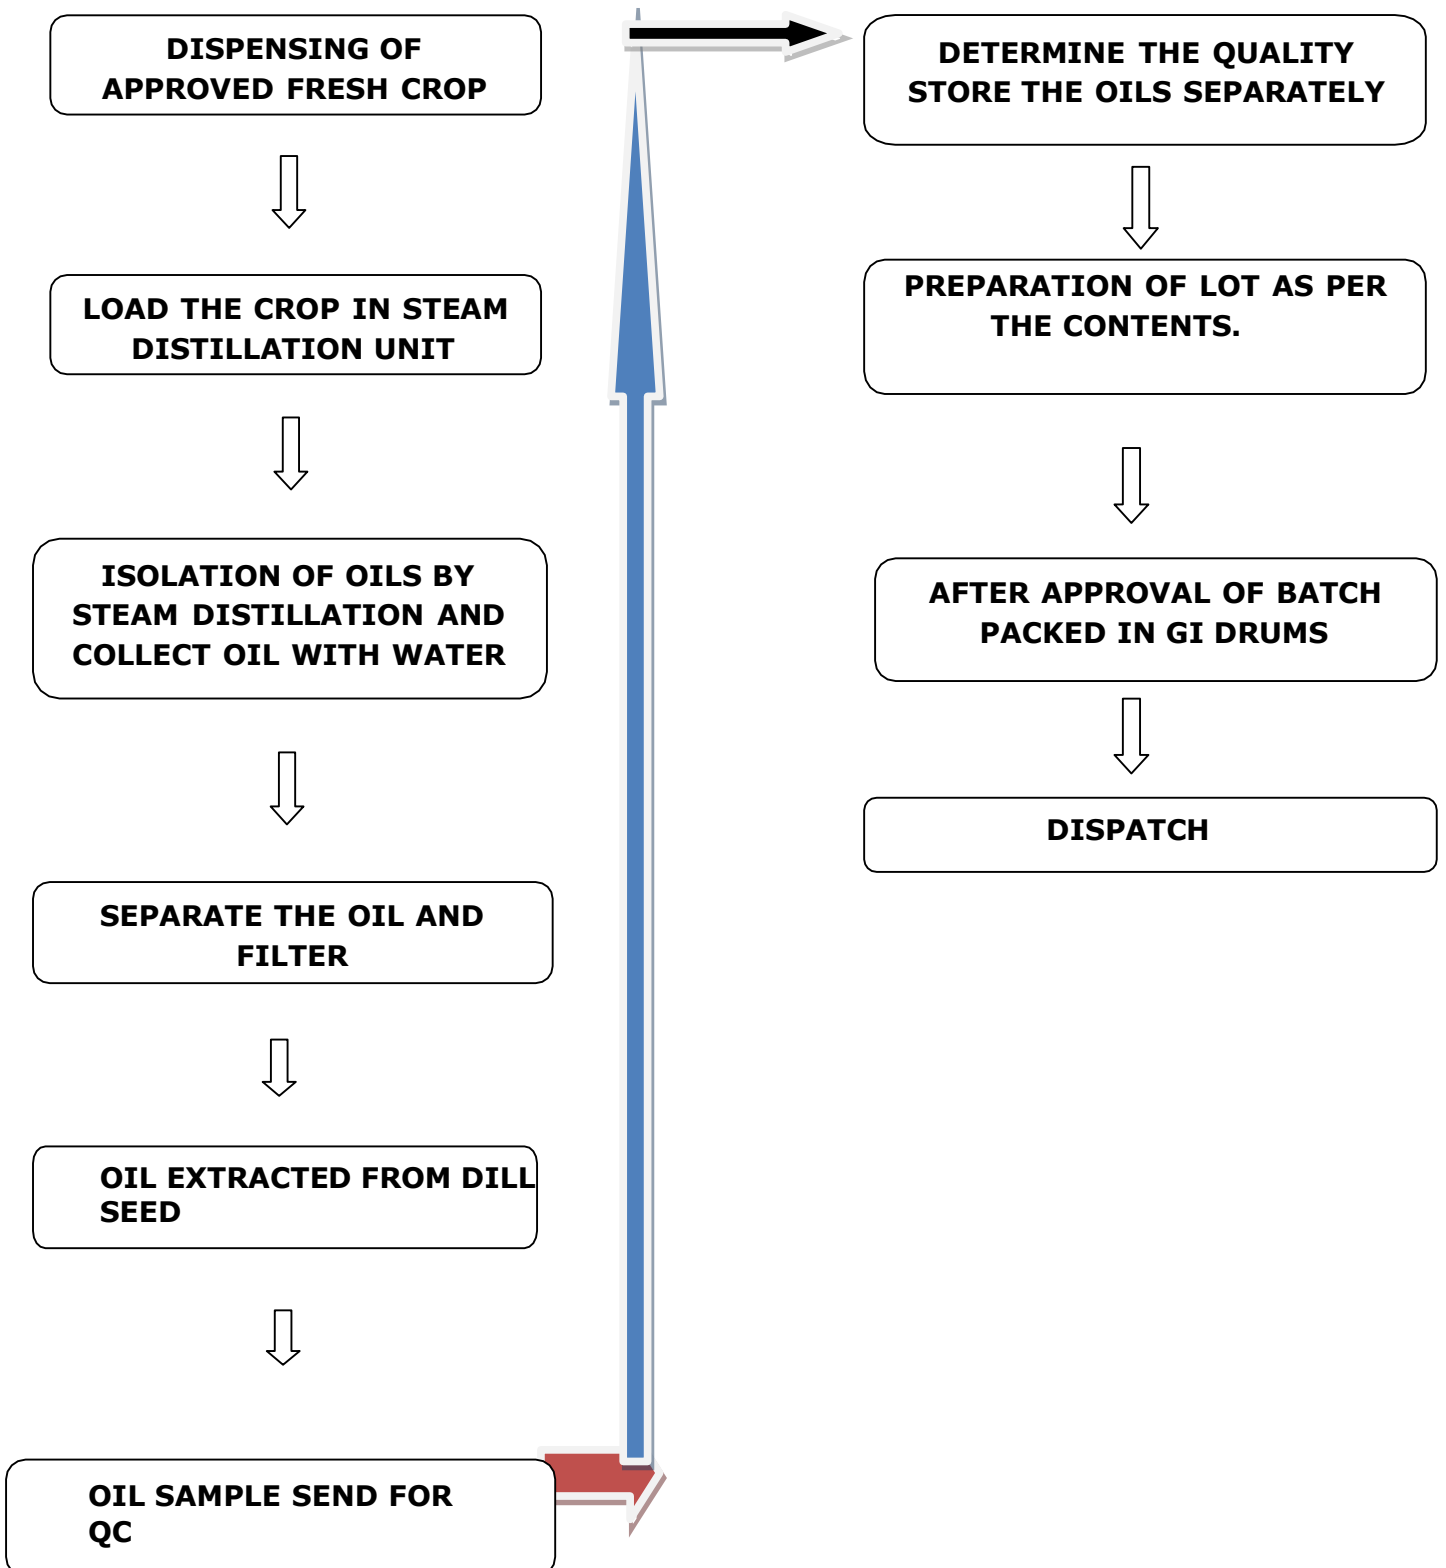 DISPENSING OF
APPROVED FRESH CROP
LOAD THE CROP IN STEAM
DISTILLATION UNIT
ISOLATION OF OILS BY
STEAM DISTILLATION AND
COLLECT OIL WITH WATER
SEPARATE THE OIL AND
FILTER
OIL EXTRACTED FROM DILL
SEED
OIL SAMPLE SEND FOR
QC
DETERMINE THE QUALITY
STORE THE OILS SEPARATELY
PREPARATION OF LOT AS PER
THE CONTENTS.
AFTER APPROVAL OF BATCH
PACKED IN GI DRUMS
DISPATCH